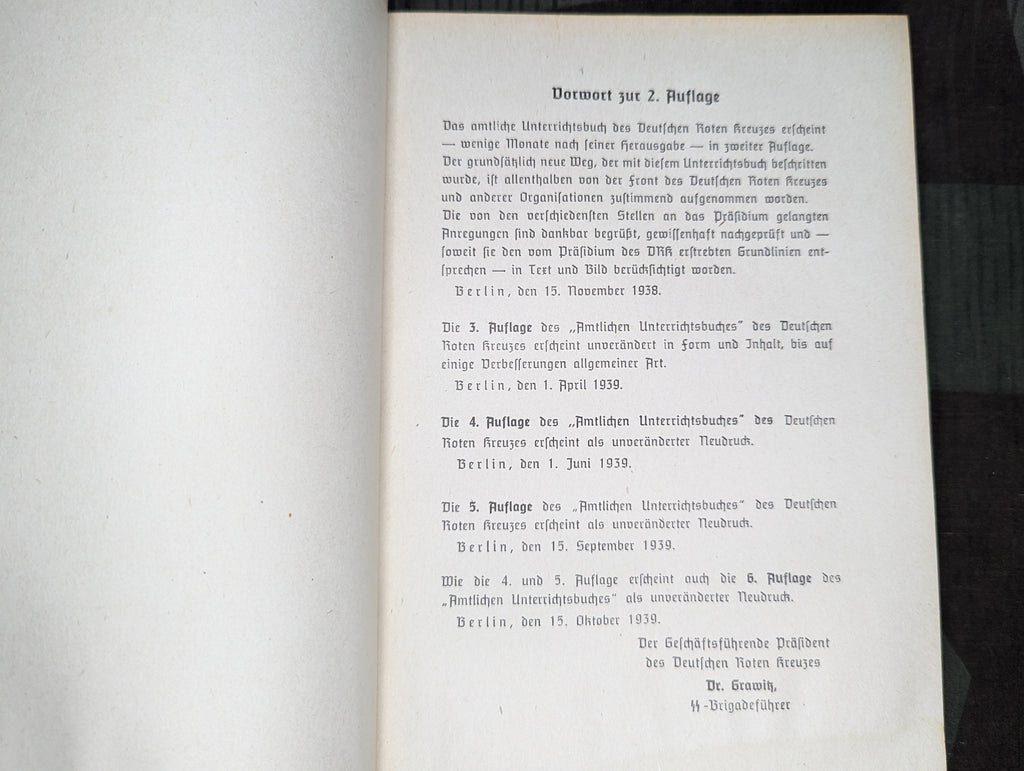 Vorwort zur 2. Auflage
Das amtliche Unterrichtsbuch des Deutschen Roten Kreuzes erscheint
— wenige Monate nach seiner Herausgabe — in zweiter Auflage.
Der grundsätzlich neue Weg, der mit diesem Unterrichtsbuch beschritten
wurde, ist allenthalben von der Front des Deutschen Roten Kreuzes
und anderer Organisationen zustimmend aufgenommen worden.
Die von den verschiedensten Stellen an das Präsidium gelangten
Anregungen sind dankbar begrüßt, gewissenhaft nachgeprüft und —
soweit sie den vom Präsidium des DRK erstrebten Grundlinien ent-
sprechen — in Text und Bild berücksichtigt worden.
Berlin, den 15. November 1938.
Die 3. Auflage des „Amtlichen Unterrichtsbuches" des Deutschen
Roten Kreuzes erscheint unverändert in Form und Inhalt, bis auf
einige Verbesserungen allgemeiner Art.
Berlin, den 1. April 1939.
Die 4. Auflage des „Amtlichen Unterrichtsbuches" des Deutschen
Roten Kreuzes erscheint als unveränderter Neudruck.
Berlin, den 1. Juni 1939.
Die 5. Auflage des „Amtlichen Unterrichtsbuches“ des Deutschen
Roten Kreuzes erscheint als unveränderter Neudruck.
Berlin, den 15. September 1939.
Wie die 4. und 5. Auflage erscheint auch die 6. Auflage des
„Amtlichen Unterrichtsbuches“ als unveränderter Neudruck.
Berlin, den 15. Oktober 1939.
Der Geschäftsführende Präsident
des Deutschen Roten Kreuzes
Dr. Grawitz,
SS-Brigadeführer